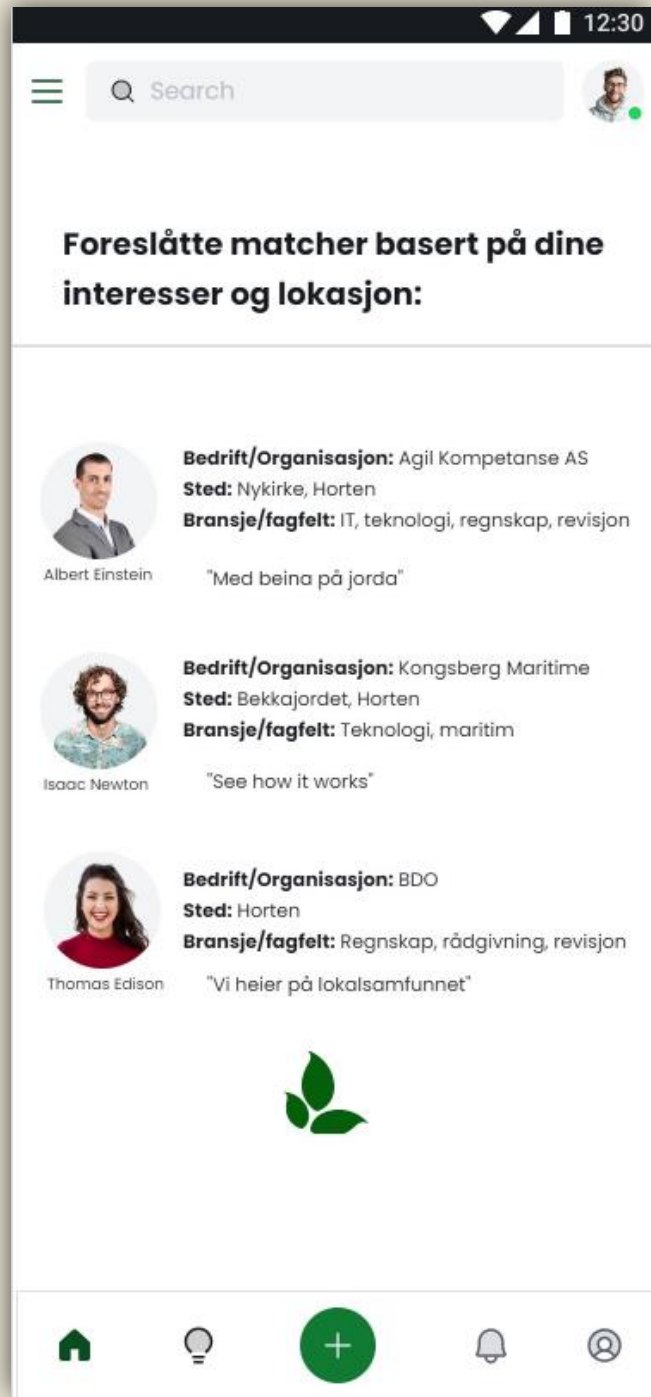 12:30
Search
Foreslåtte matcher basert på dine
interesser og lokasjon:
Bedrift/Organisasjon: Agil Kompetanse AS
Sted: Nykirke, Horten
Bransje/fagfelt: IT, teknologi, regnskap, revisjon
Albert Einstein
"Med beina på jorda"
Bedrift/Organisasjon: Kongsberg Maritime
Sted: Bekkajordet, Horten
Bransje/fagfelt: Teknologi, maritim
Isaac Newton
"See how it works"
Bedrift/Organisasjon: BDO
Sted: Horten
Bransje/fagfelt: Regnskap, rådgivning, revisjon
Thomas Edison
"Vi heier på lokalsamfunnet"